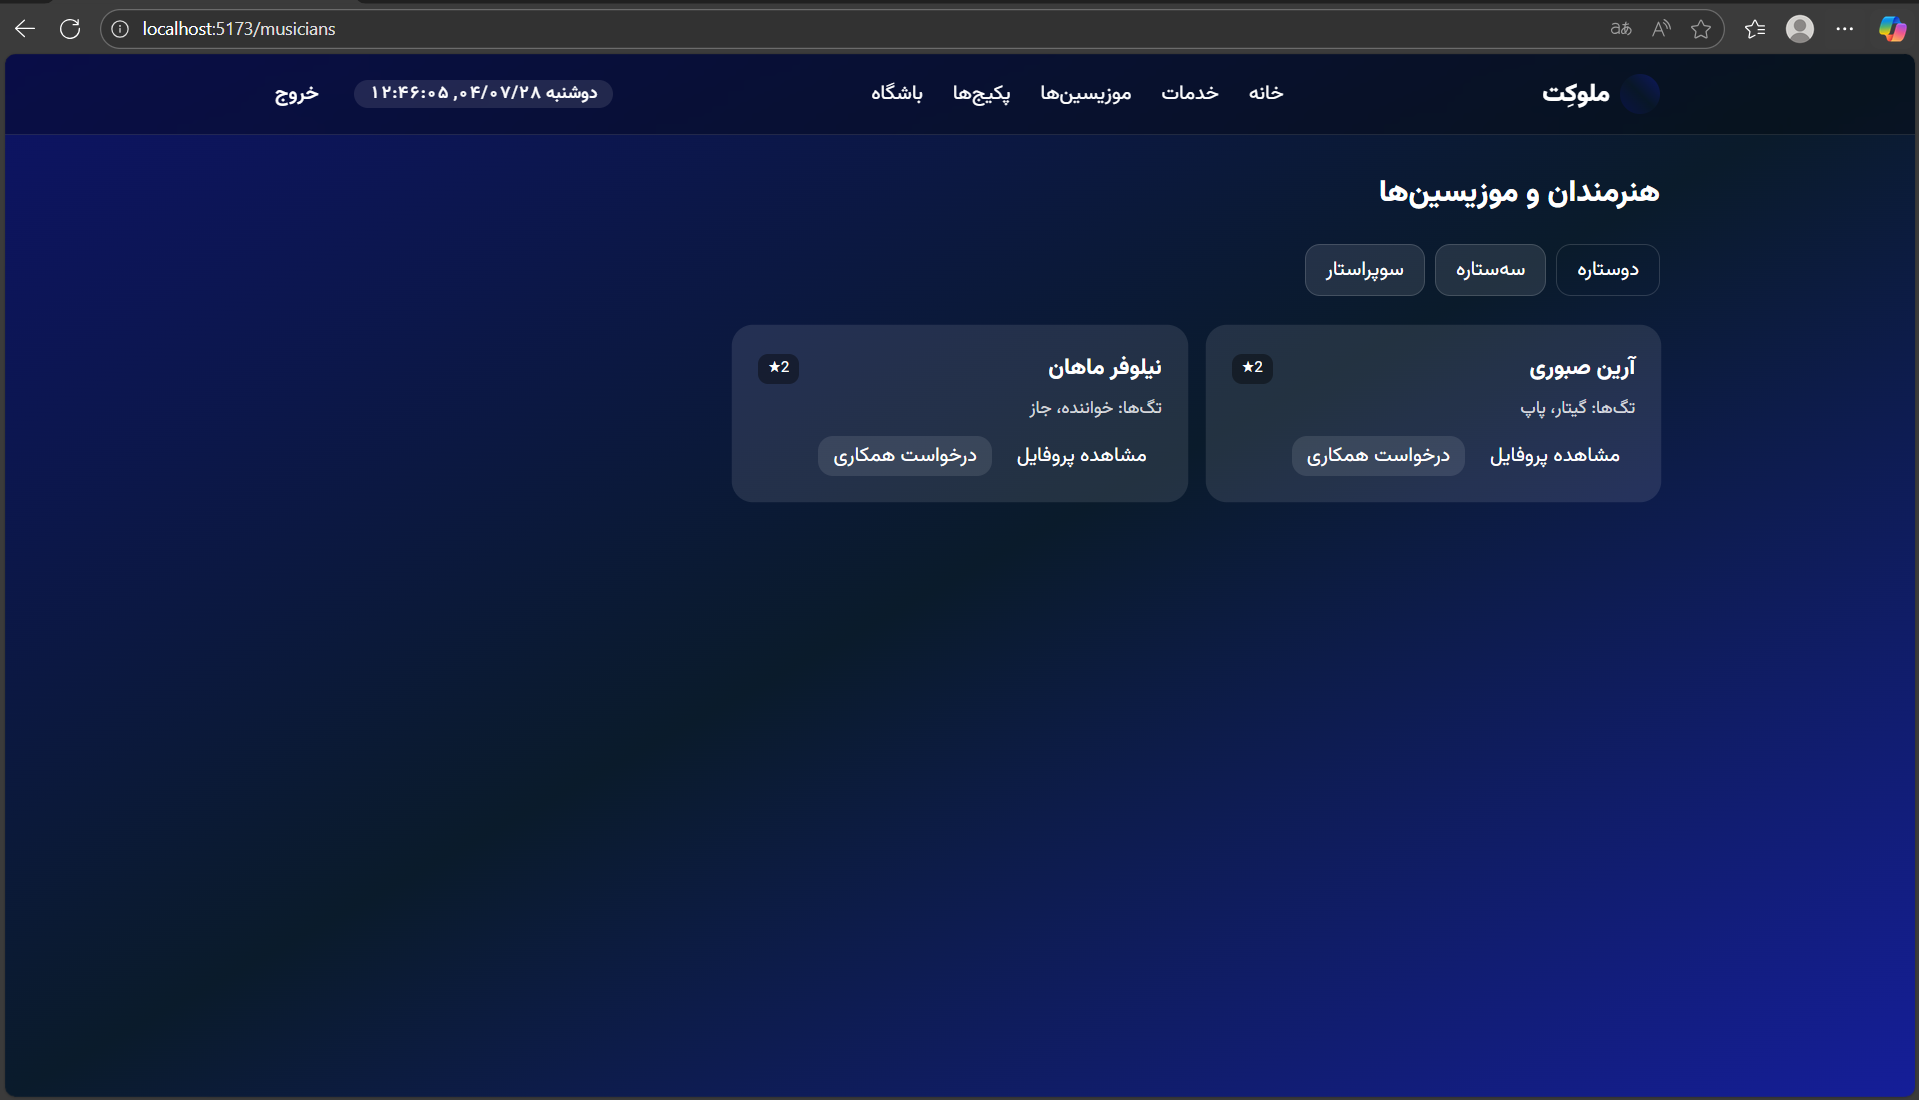 localhost:5173/musicians
ملوکِت
خانه خدمات موزیسین‌ها پکیج‌ها باشگاه
دوشنبه ۰۴/۰۷/۲۸, ۱۲:۴۶:۰۵
خروج
هنرمندان و موزیسین‌ها
دوستاره سه‌ستاره سوپراستار
آرین صبوری
2★
تگ‌ها: گیتار، پاپ
مشاهده پروفایل درخواست همکاری
نیلوفر ماهان
2★
تگ‌ها: خواننده، جاز
مشاهده پروفایل درخواست همکاری